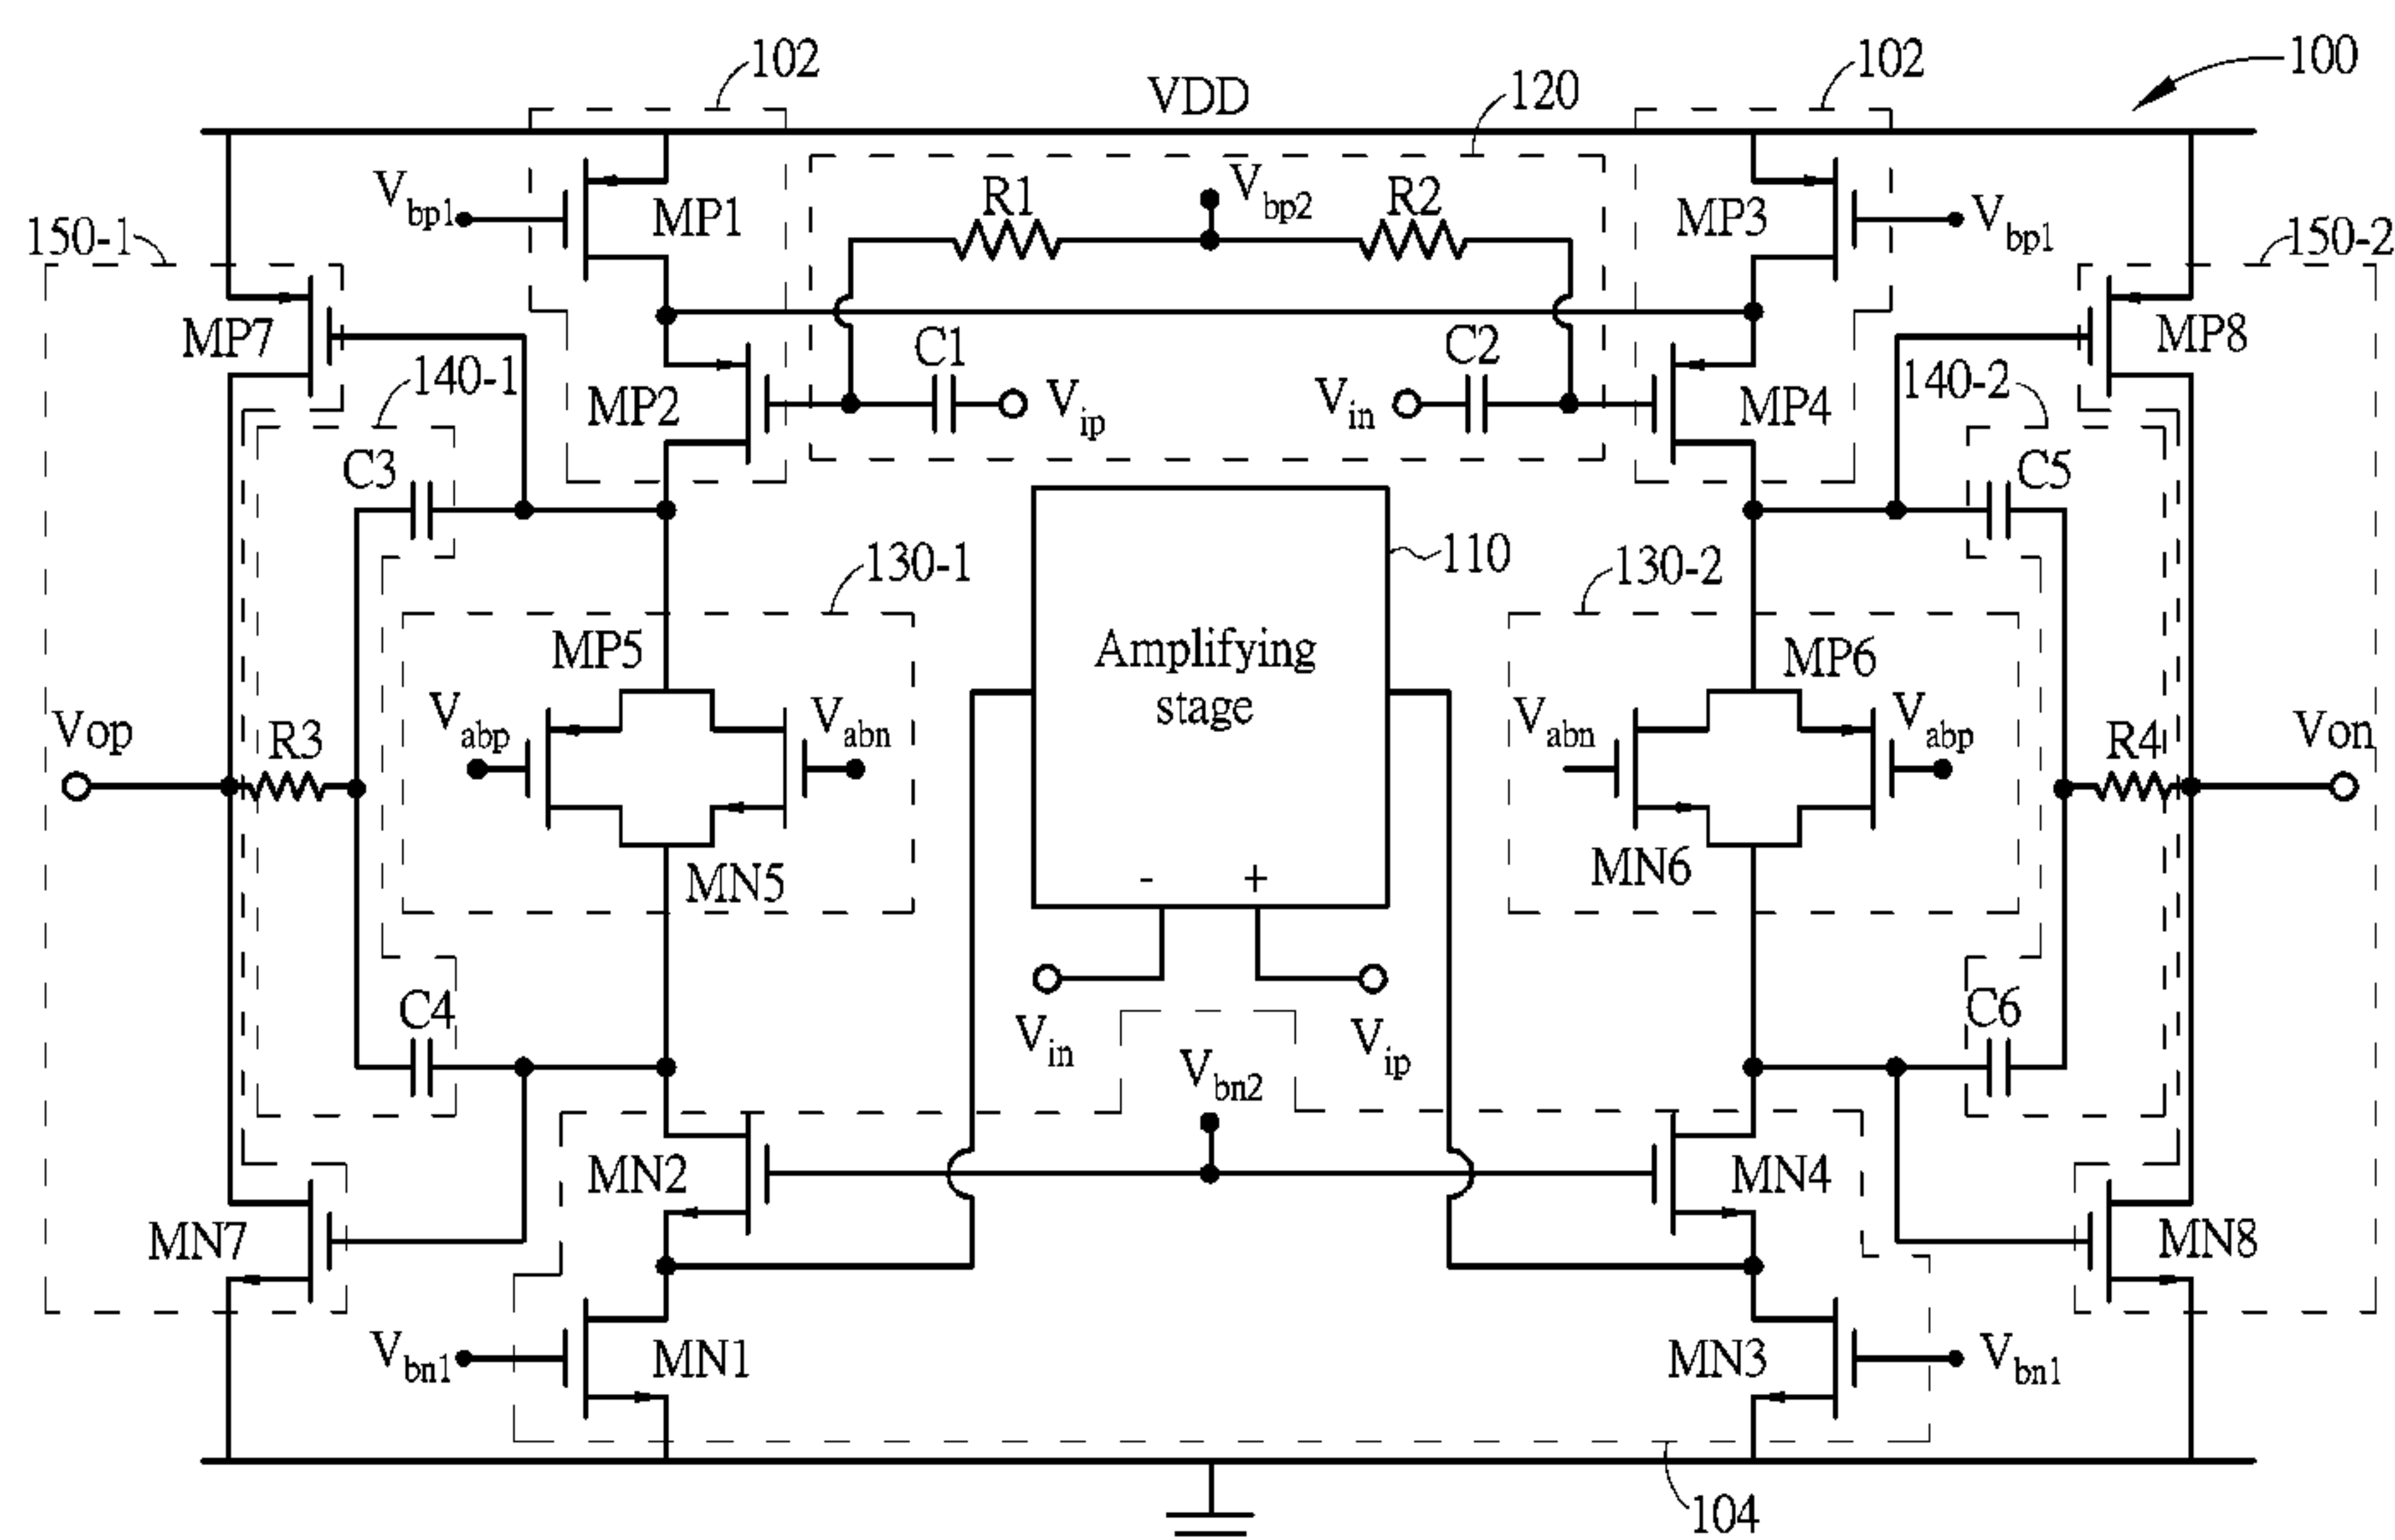 102
VDD
120
102
100
Vbp1
MP1
R1
Vbp2
R2
MP3
Vbp1
150-1
150-2
MP7
140-1
MP2
C1
Vip
Vin
C2
MP4
140-2
MP8
C3
C5
130-1
110
130-2
MP5
Amplifying
stage
MP6
Vop
R3
Vabp
Vabn
Vabn
Vabp
R4
Von
MN5
- +
MN6
C4
Vin
Vip
C6
Vbn2
MN2
MN4
MN7
MN8
Vbn1
MN1
MN3
Vbn1
104